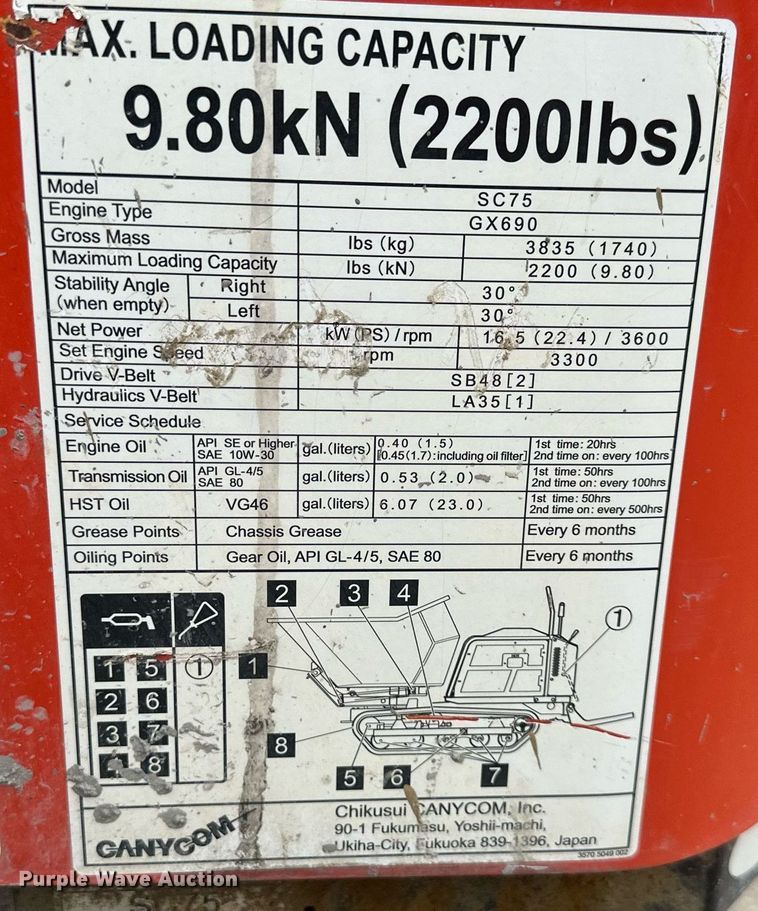 MAX. LOADING CAPACITY
9.80kN (2200lbs)
Model SC75
Engine Type GX690
Gross Mass lbs (kg) 3835 (1740)
Maximum Loading Capacity lbs (kN) 2200 (9.80)
Stability Angle (when empty) Right 30°
Left 30°
Net Power kW (PS) / rpm 16.5 (22.4) / 3600
Set Engine Speed rpm 3300
Drive V-Belt SB48[2]
Hydraulics V-Belt LA35[1]
Service Schedule
Engine Oil API SE or Higher SAE 10W-30 gal.(liters) 0.40 (1.5) [0.45(1.7):including oil filter] 1st time: 20hrs 2nd time on: every 100hrs
Transmission Oil API GL-4/5 SAE 80 gal.(liters) 0.53 (2.0) 1st time: 50hrs 2nd time on: every 100hrs
HST Oil VG46 gal.(liters) 6.07 (23.0) 1st time: 50hrs 2nd time on: every 500hrs
Grease Points Chassis Grease Every 6 months
Oiling Points Gear Oil, API GL-4/5, SAE 80 Every 6 months
2 3 4 1
1
1 5 1
2 6
3 7
4 8
8
5 6 7
CANYCOM
Chikusui CANYCOM, Inc.
90-1 Fukumasu, Yoshii-machi,
Ukiha-City, Fukuoka 839-1396, Japan
3570 5049 002
Purple Wave Auction
SC75